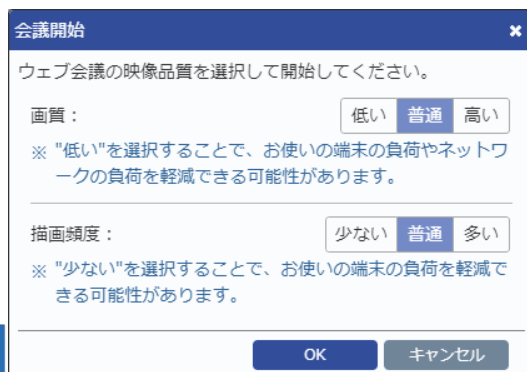 会議開始 ×
ウェブ会議の映像品質を選択して開始してください。
画質： 低い 普通 高い
※ "低い"を選択することで、お使いの端末の負荷やネットワ
ークの負荷を軽減できる可能性があります。
描画頻度： 少ない 普通 多い
※ "少ない"を選択することで、お使いの端末の負荷を軽減で
きる可能性があります。
OK キャンセル